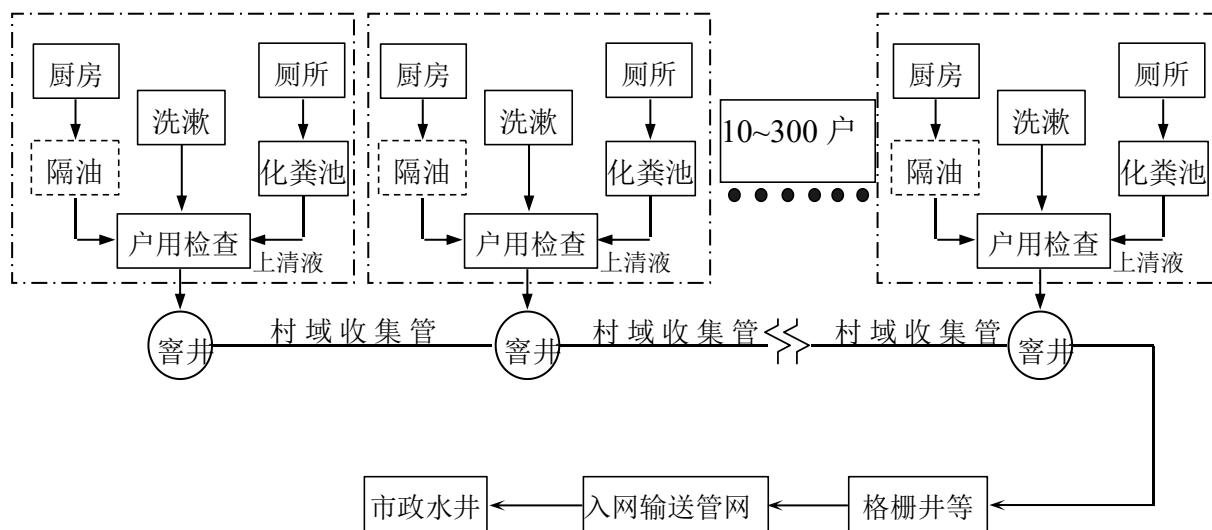 厨房
厕所
洗漱
隔油
化粪池
户用检查
上清液
厨房
厕所
洗漱
隔油
化粪池
户用检查
上清液
10~300 户
厨房
厕所
洗漱
隔油
化粪池
户用检查
上清液
窨井
村域收集管
窨井
村域收集管
村域收集管
窨井
市政水井
入网输送管网
格栅井等